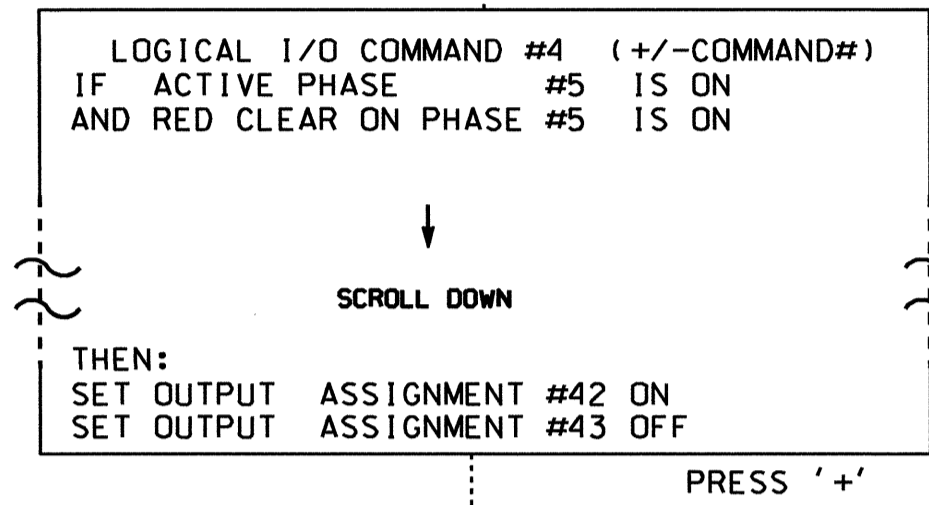 LOGICAL I/O COMMAND #4 (+/-COMMAND#)
IF ACTIVE PHASE #5 IS ON
AND RED CLEAR ON PHASE #5 IS ON
SCROLL DOWN
THEN:
SET OUTPUT ASSIGNMENT #42 ON
SET OUTPUT ASSIGNMENT #43 OFF
PRESS '+'